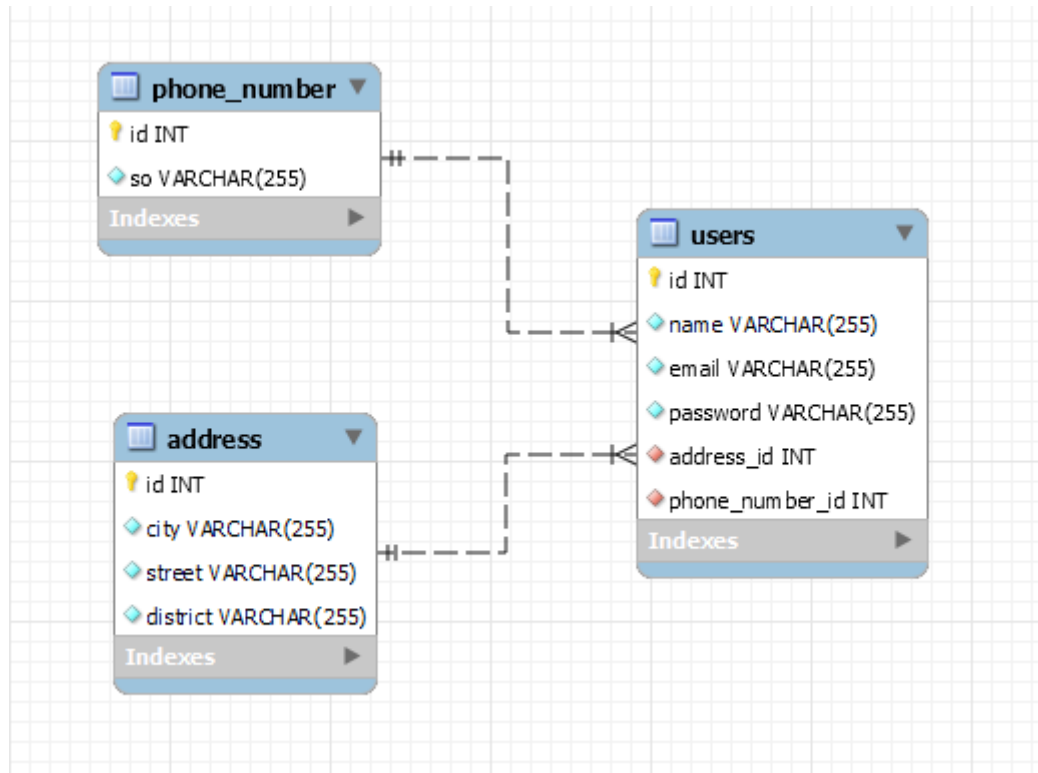 phone_number
id INT
so VARCHAR(255)
Indexes
users
id INT
name VARCHAR(255)
email VARCHAR(255)
password VARCHAR(255)
address_id INT
phone_number_id INT
Indexes
address
id INT
city VARCHAR(255)
street VARCHAR(255)
district VARCHAR(255)
Indexes